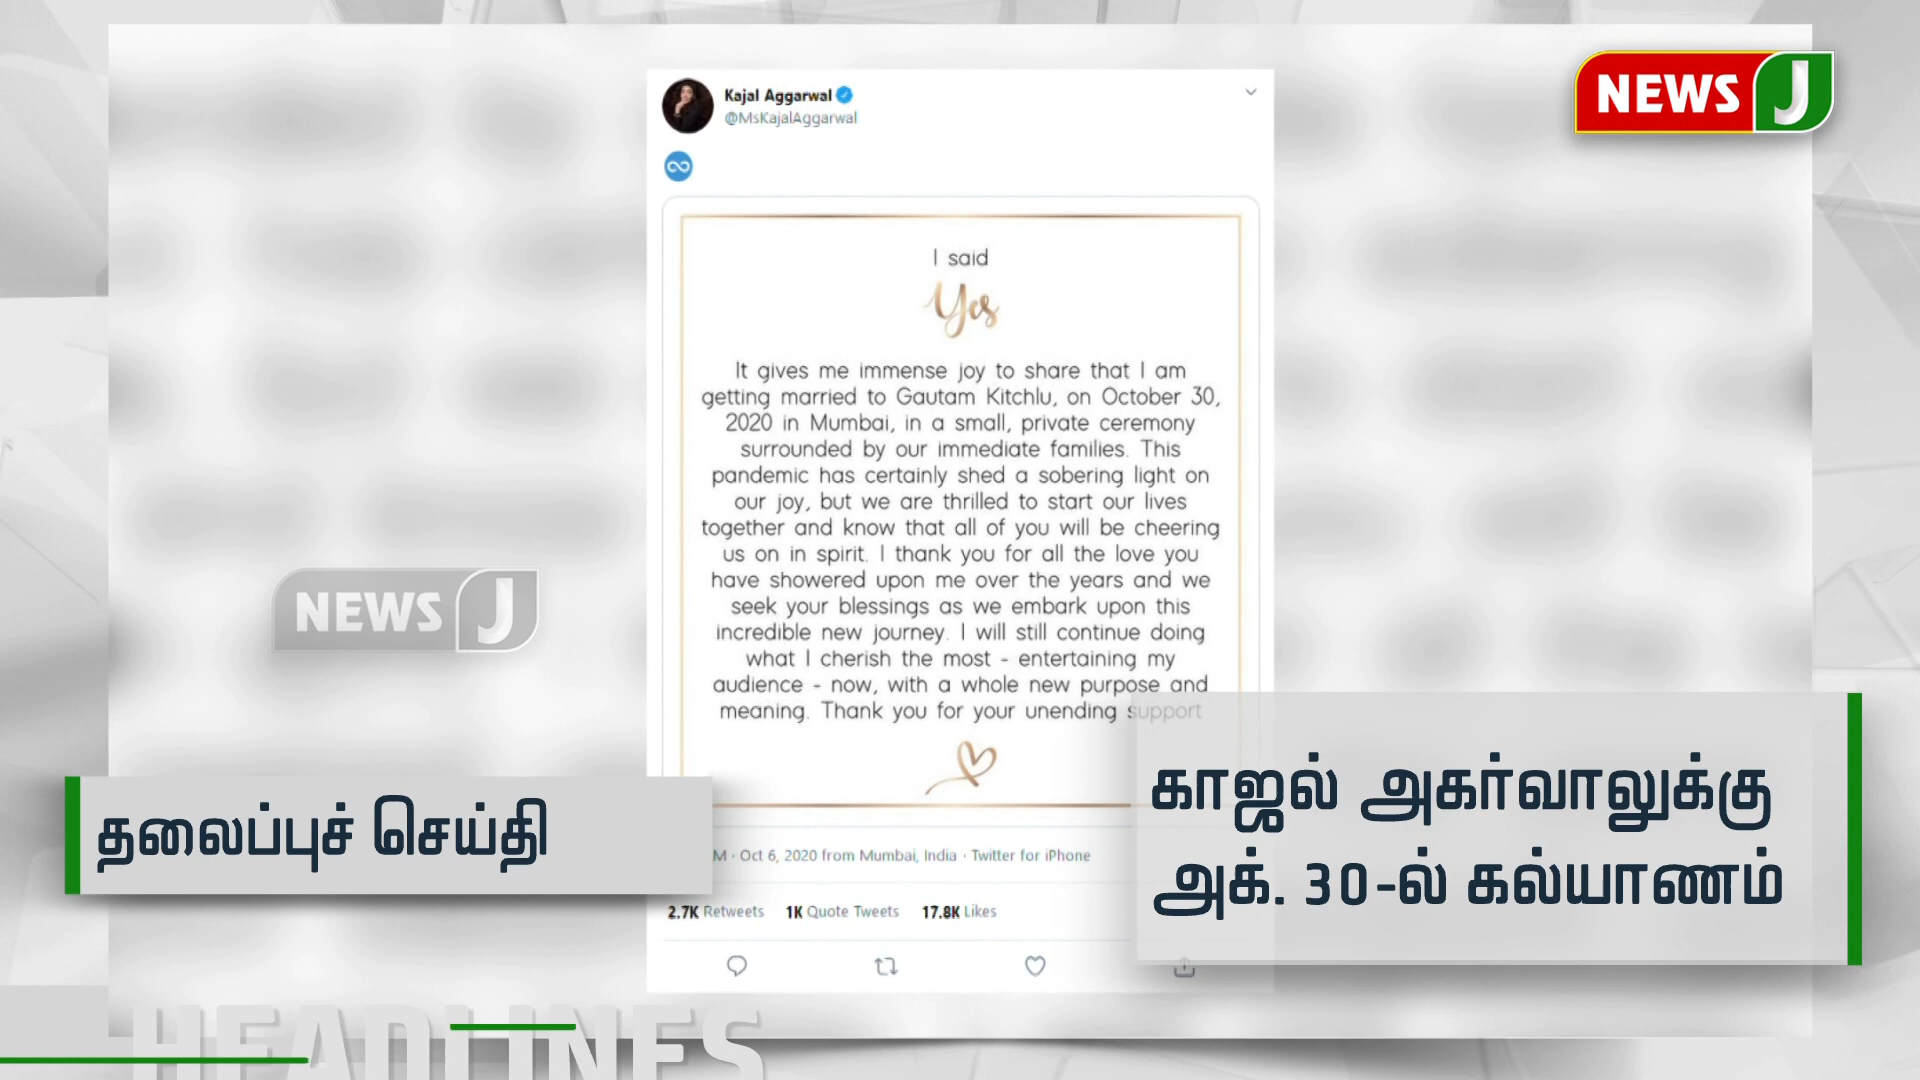 NEWS J
Kajal Aggarwal
@MsKajalAggarwal
I said
Yes
It gives me immense joy to share that I am
getting married to Gautam Kitchlu, on October 30,
2020 in Mumbai, in a small, private ceremony
surrounded by our immediate families. This
pandemic has certainly shed a sobering light on
our joy, but we are thrilled to start our lives
together and know that all of you will be cheering
us on in spirit. I thank you for all the love you
have showered upon me over the years and we
seek your blessings as we embark upon this
incredible new journey. I will still continue doing
what I cherish the most - entertaining my
audience - now, with a whole new purpose and
meaning. Thank you for your unending support
NEWS J
தலைப்புச் செய்தி
காஜல் அகர்வாலுக்கு
அக். 30-ல் கல்யாணம்
M · Oct 6, 2020 from Mumbai, India · Twitter for iPhone
2.7K Retweets 1K Quote Tweets 17.8K Likes
HEADLINES